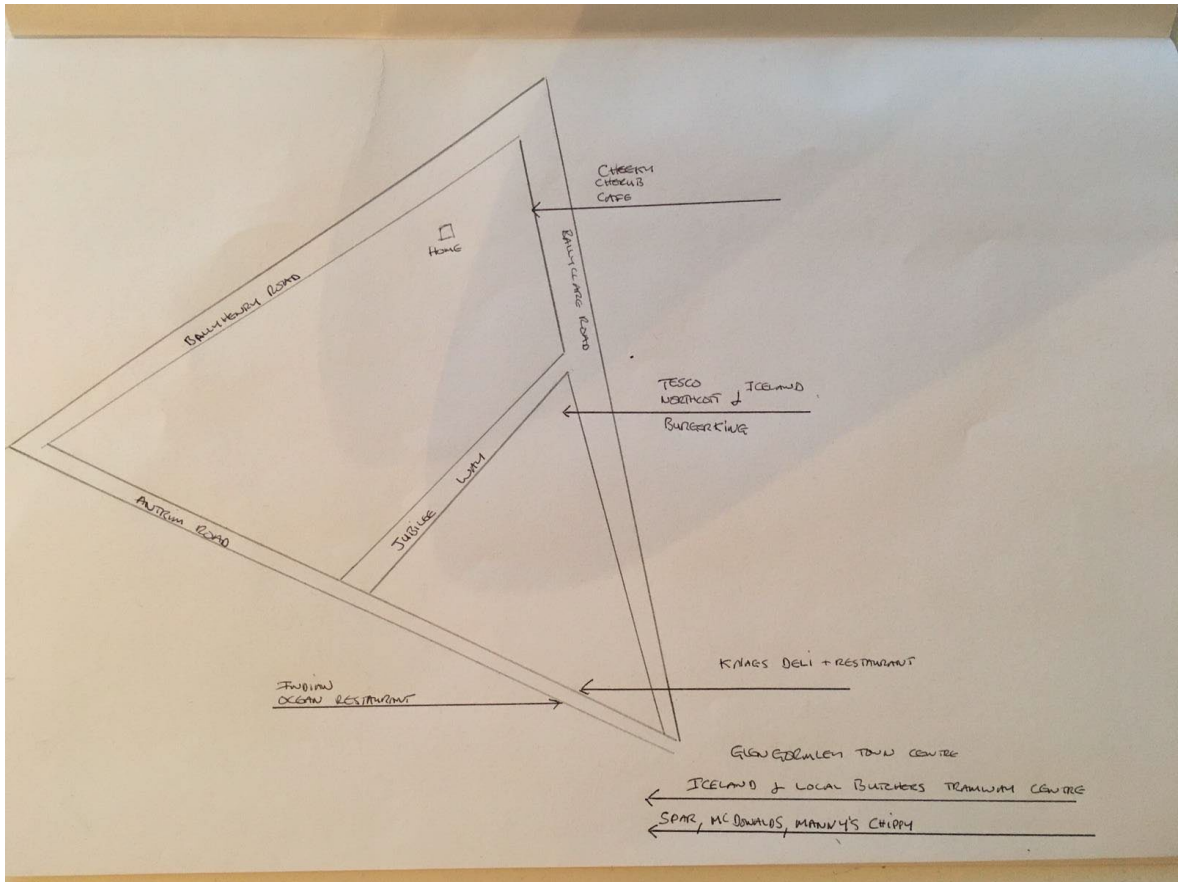 CHEEKY
CHERUB
CAFE
HOME
BALLYCLARE ROAD
BALLYHENRY ROAD
TESCO
NORTHCOTT & ICELAND
BURGERKING
JUBILEE WAY
ANTRIM ROAD
KNAGS DELI + RESTAURANT
INDIAN
OCEAN RESTAURANT
GLENGORMLEY TOWN CENTRE
ICELAND & LOCAL BUTCHERS TRAMWAY CENTRE
SPAR, MCDONALDS, MANNY'S CHIPPY